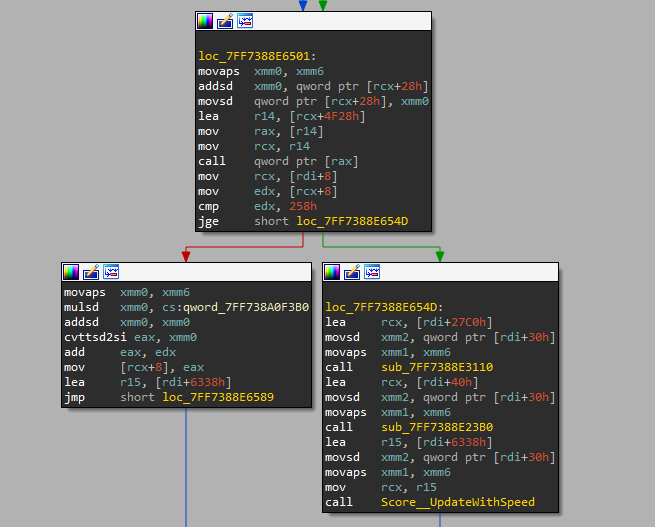 loc_7FF7388E6501:
movaps xmm0, xmm6
addsd xmm0, qword ptr [rcx+28h]
movsd qword ptr [rcx+28h], xmm0
lea r14, [rcx+4F28h]
mov rax, [r14]
mov rcx, r14
call qword ptr [rax]
mov rcx, [rdi+8]
mov edx, [rcx+8]
cmp edx, 258h
jge short loc_7FF7388E654D
movaps xmm0, xmm6
mulsd xmm0, cs:qword_7FF738A0F3B0
addsd xmm0, xmm0
cvttsd2si eax, xmm0
add eax, edx
mov [rcx+8], eax
lea r15, [rdi+6338h]
jmp short loc_7FF7388E6589
loc_7FF7388E654D:
lea rcx, [rdi+27C0h]
movsd xmm2, qword ptr [rdi+30h]
movaps xmm1, xmm6
call sub_7FF7388E3110
lea rcx, [rdi+40h]
movsd xmm2, qword ptr [rdi+30h]
movaps xmm1, xmm6
call sub_7FF7388E23B0
lea r15, [rdi+6338h]
movsd xmm2, qword ptr [rdi+30h]
movaps xmm1, xmm6
mov rcx, r15
call Score__UpdateWithSpeed